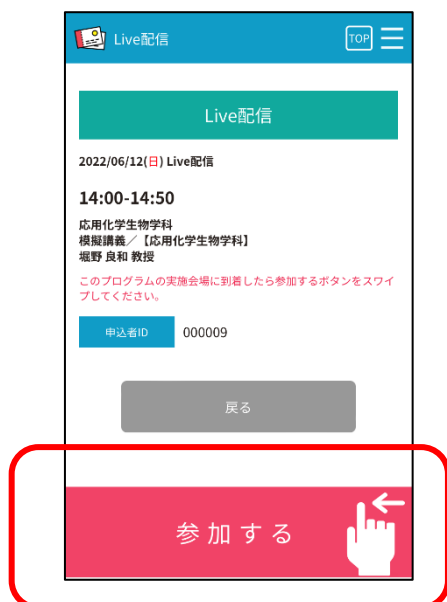 Live配信
TOP
Live配信
2022/06/12(日) Live配信
14:00-14:50
応用化学生物学科
模擬講義／【応用化学生物学科】
堀野 良和 教授
このプログラムの実施会場に到着したら参加するボタンをスワイ
プしてください。
申込者ID 000009
戻る
参加する